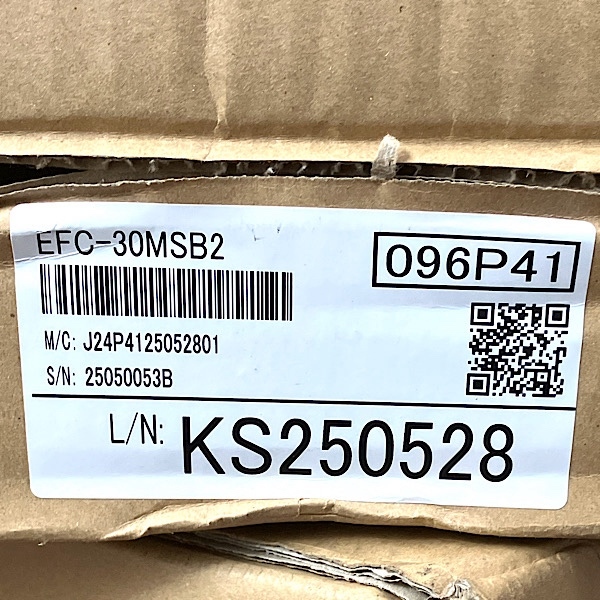 EFC-30MSB2
096P41
M/C: J24P4125052801
S/N: 25050053B
L/N: KS250528